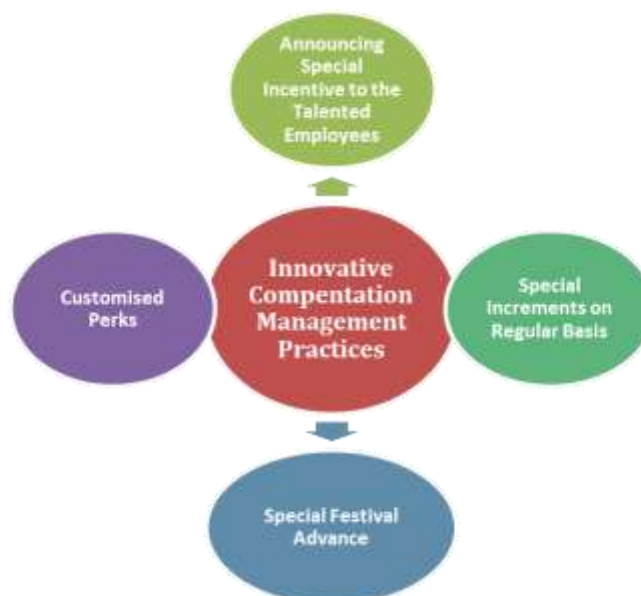 Announcing
Special
Incentive to the
Talented
Employees
Customised
Perks
Innovative
Compentation
Management
Practices
Special
Increments on
Regular Basis
Special Festival
Advance